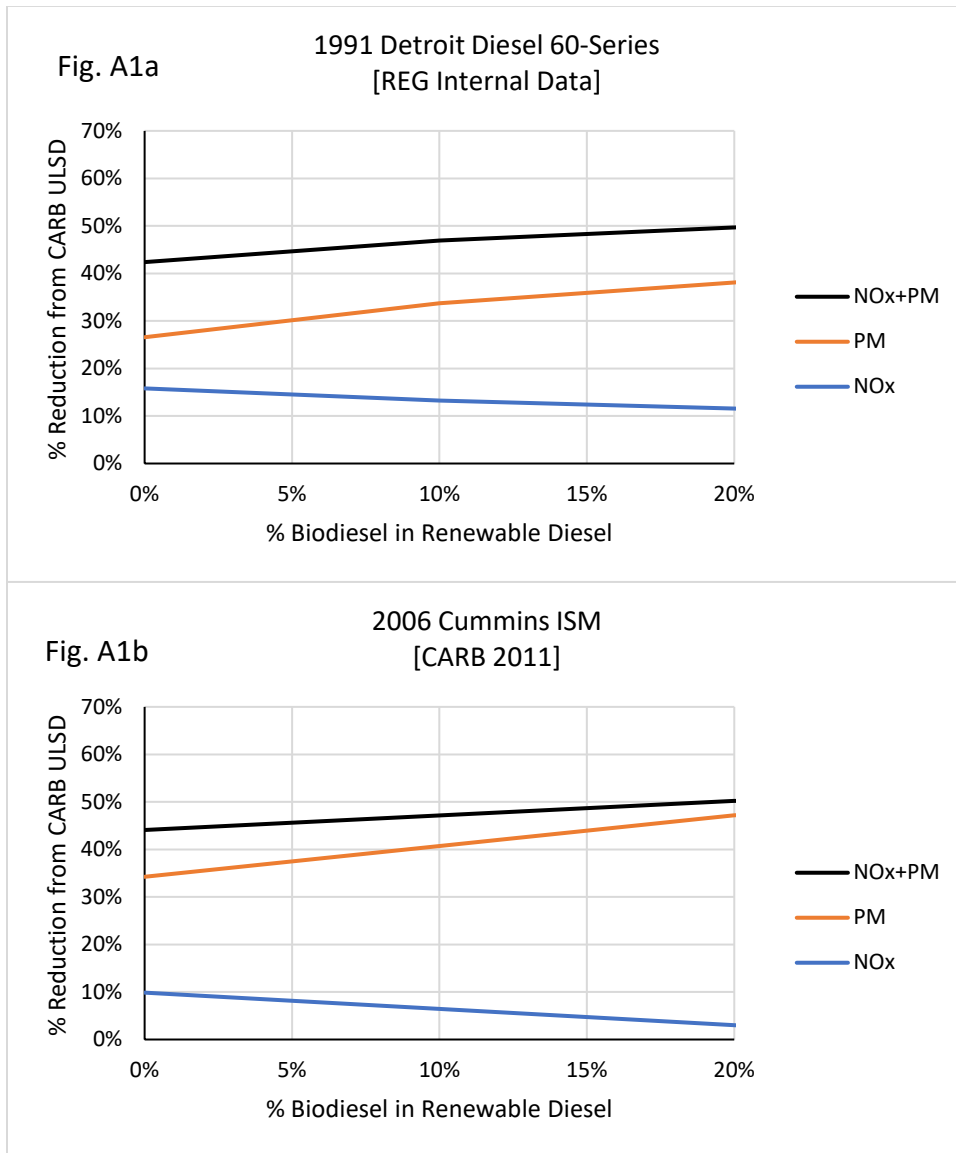 Fig. A1a
1991 Detroit Diesel 60-Series
[REG Internal Data]
% Reduction from CARB ULSD
70%
60%
50%
40%
30%
20%
10%
0%
0%
5%
10%
15%
20%
% Biodiesel in Renewable Diesel
NOx+PM
PM
NOx
Fig. A1b
2006 Cummins ISM
[CARB 2011]
% Reduction from CARB ULSD
70%
60%
50%
40%
30%
20%
10%
0%
0%
5%
10%
15%
20%
% Biodiesel in Renewable Diesel
NOx+PM
PM
NOx